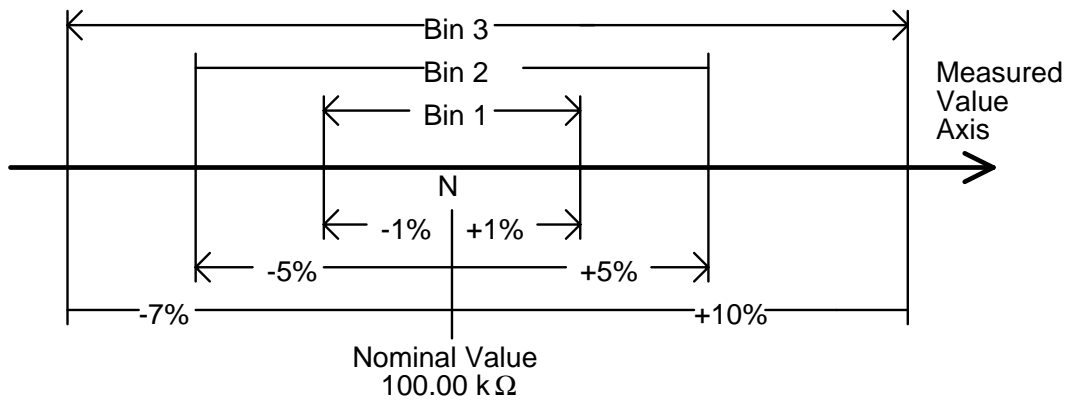 Bin 3
Bin 2
Bin 1
Measured
Value
Axis
N
-1% +1%
-5% +5%
-7% +10%
Nominal Value
100.00 kΩ